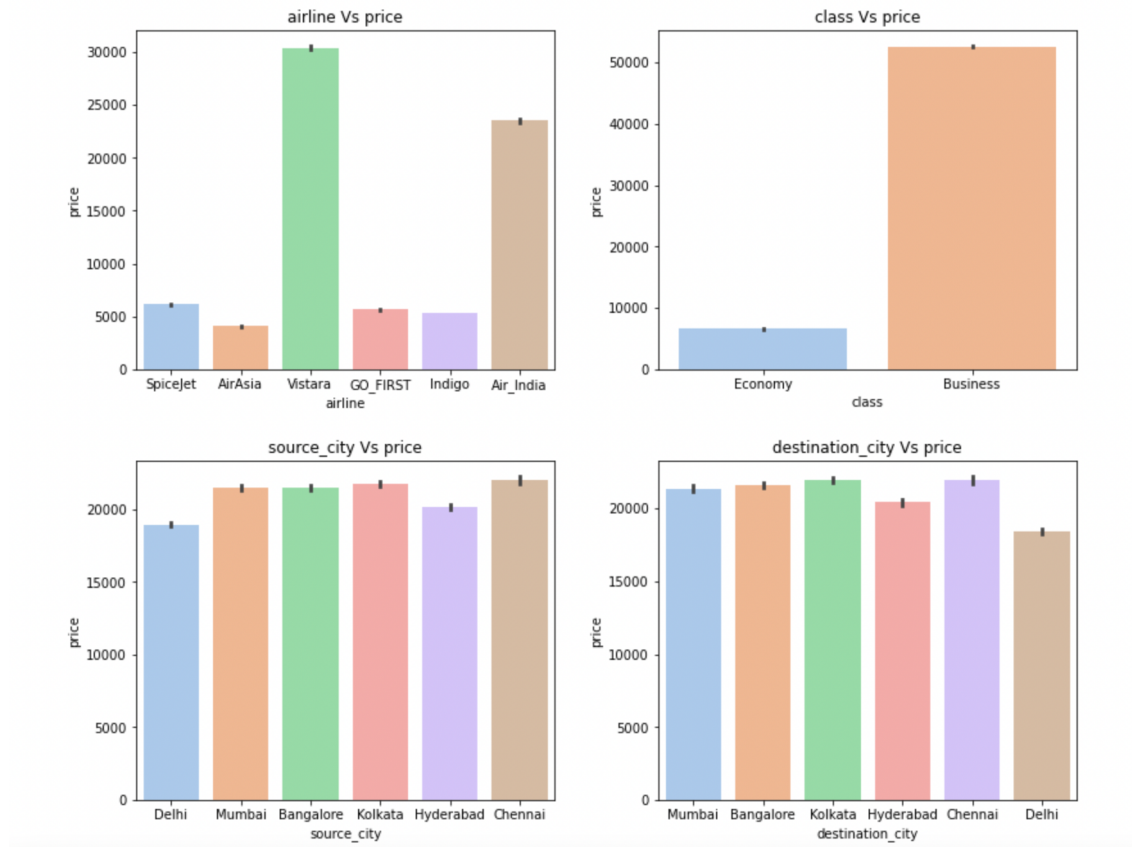 airline Vs price
30000
25000
20000
15000
10000
5000
0
price
SpiceJet AirAsia Vistara GO_FIRST Indigo Air_India
airline
class Vs price
50000
40000
30000
20000
10000
0
price
Economy Business
class
source_city Vs price
20000
15000
10000
5000
0
price
Delhi Mumbai Bangalore Kolkata Hyderabad Chennai
source_city
destination_city Vs price
20000
15000
10000
5000
0
price
Mumbai Bangalore Kolkata Hyderabad Chennai Delhi
destination_city